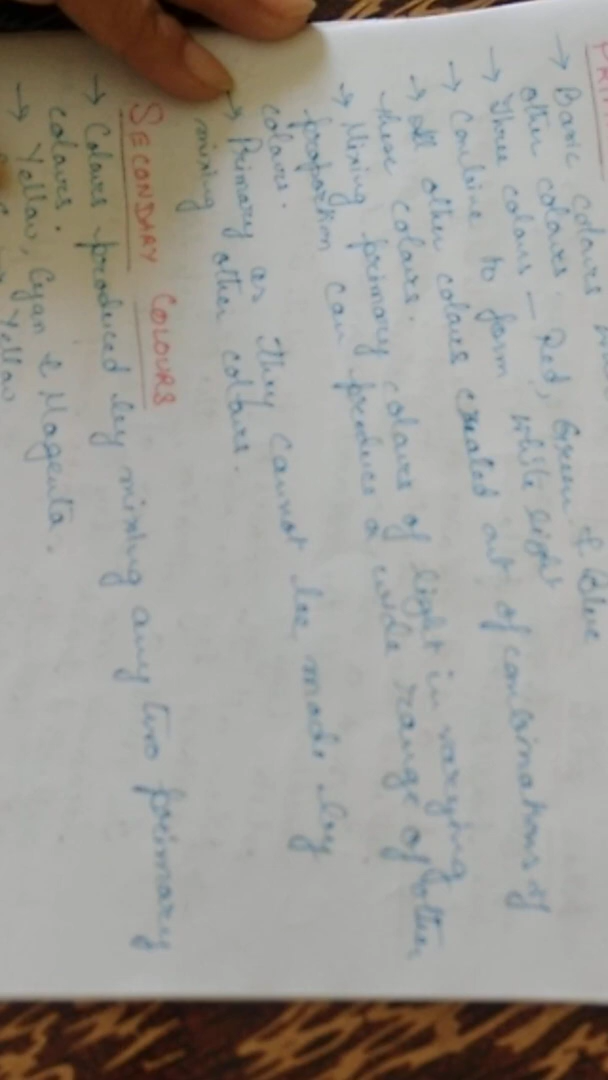 → Basic colours
other colours.
→ Three colours — Red, Green & Blue
→ Combine to form white light
→ All other colours created out of combinations of
these colours.
→ Mixing primary colours of light in varying
proportion can produce a wide range of other
colours.
→ Primary as they cannot be made by
mixing other colours.
SECONDARY COLOURS
→ Colours produced by mixing any two primary
colours.
→ Yellow, Cyan & Magenta.
Yellow